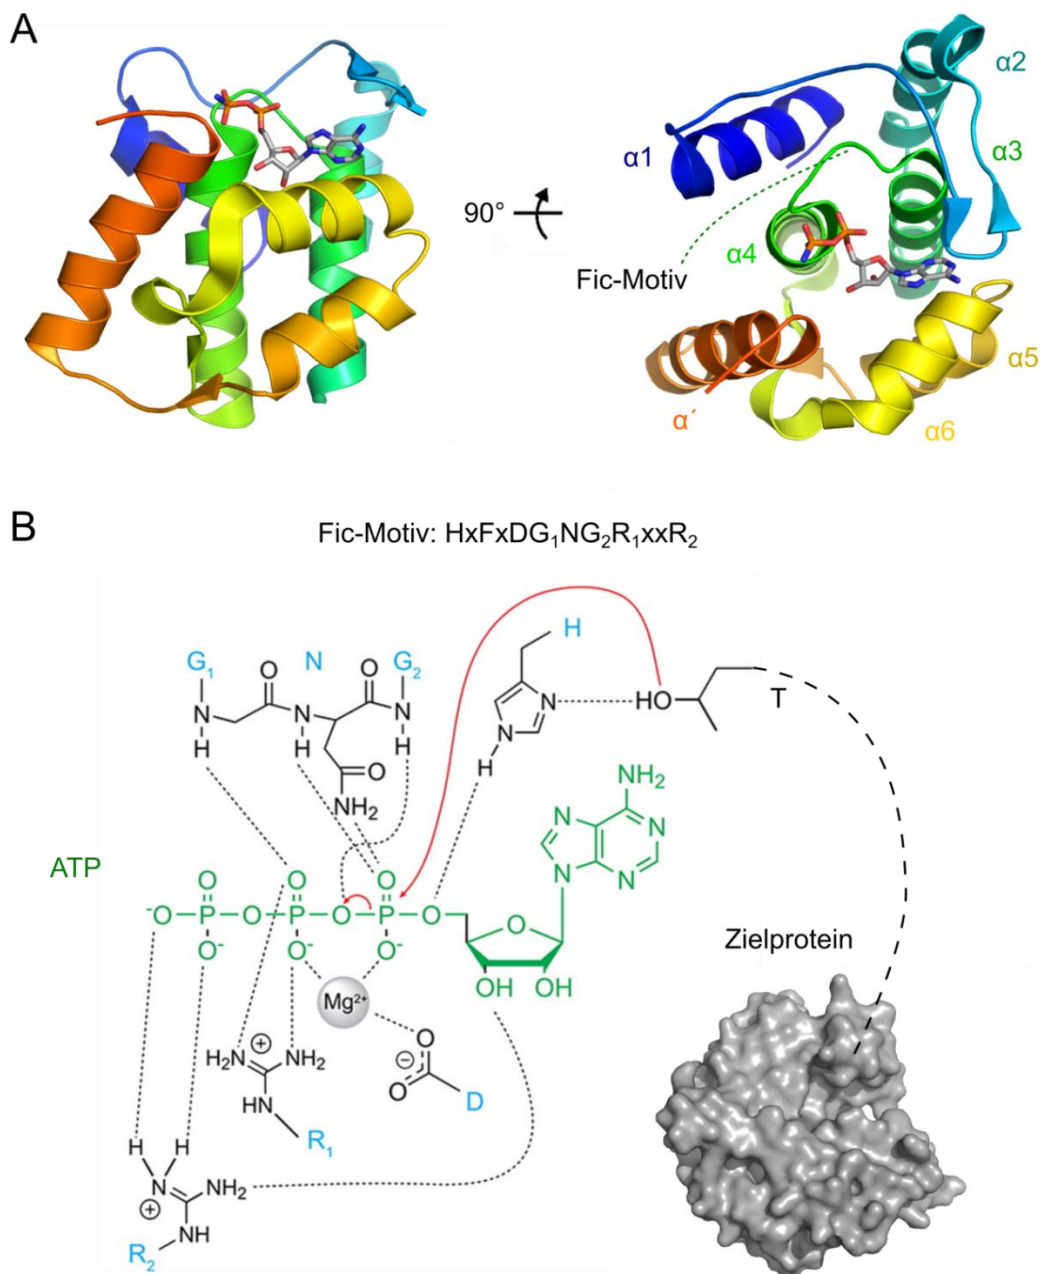 A
90°
α1
α2
α3
α4
Fic-Motiv
α5
α´
α6
B
Fic-Motiv: HxFxDG₁NG₂R₁xxR₂
G₁
N
G₂
H
O
O
N
H
N
H
N
H
O
NH₂
N
N
H
HO
T
NH₂
N
N
N
N
ATP
O
O
O
⁻O
P
O
P
O
P
O
O
O⁻
O⁻
O⁻
OH
OH
Zielprotein
Mg²⁺
O
O
D
H₂N
NH₂
HN
R₁
H
H
N
NH₂
NH
R₂